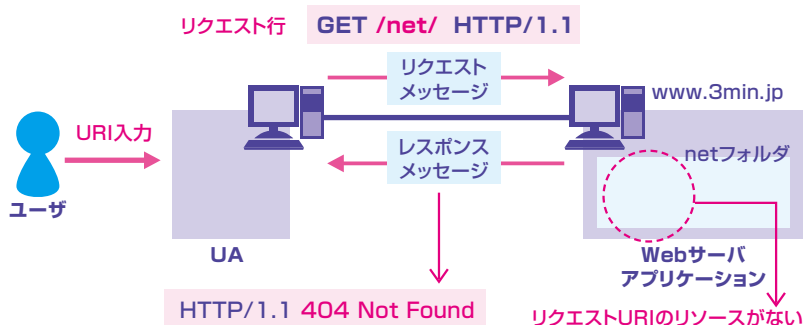 リクエスト行 GET /net/ HTTP/1.1
リクエスト
メッセージ
www.3min.jp
URI入力
レスポンス
メッセージ
netフォルダ
ユーザ
UA
Webサーバ
アプリケーション
HTTP/1.1 404 Not Found
リクエストURIのリソースがない